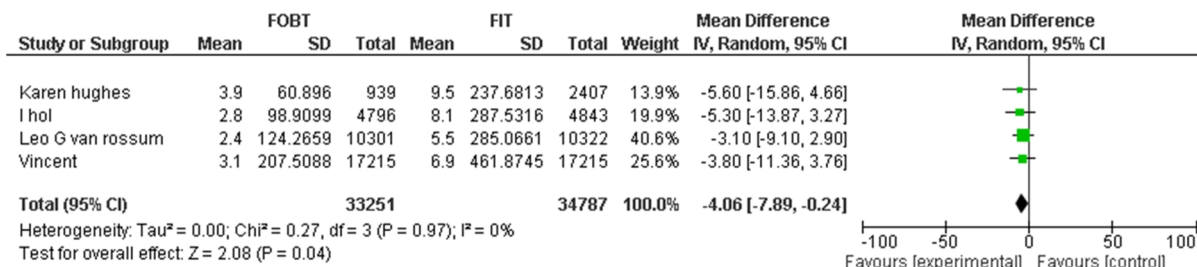 FOBT FIT Mean Difference Mean Difference
Study or Subgroup Mean SD Total Mean SD Total Weight IV, Random, 95% CI IV, Random, 95% CI
Karen hughes 3.9 60.896 939 9.5 237.6813 2407 13.9% -5.60 [-15.86, 4.66]
I hol 2.8 98.9099 4796 8.1 287.5316 4843 19.9% -5.30 [-13.87, 3.27]
Leo G van rossum 2.4 124.2659 10301 5.5 285.0661 10322 40.6% -3.10 [-9.10, 2.90]
Vincent 3.1 207.5088 17215 6.9 461.8745 17215 25.6% -3.80 [-11.36, 3.76]
Total (95% CI) 33251 34787 100.0% -4.06 [-7.89, -0.24]
Heterogeneity: Tau² = 0.00; Chi² = 0.27, df = 3 (P = 0.97); I² = 0%
Test for overall effect: Z = 2.08 (P = 0.04)
-100 -50 0 50 100
Favours [experimental] Favours [control]